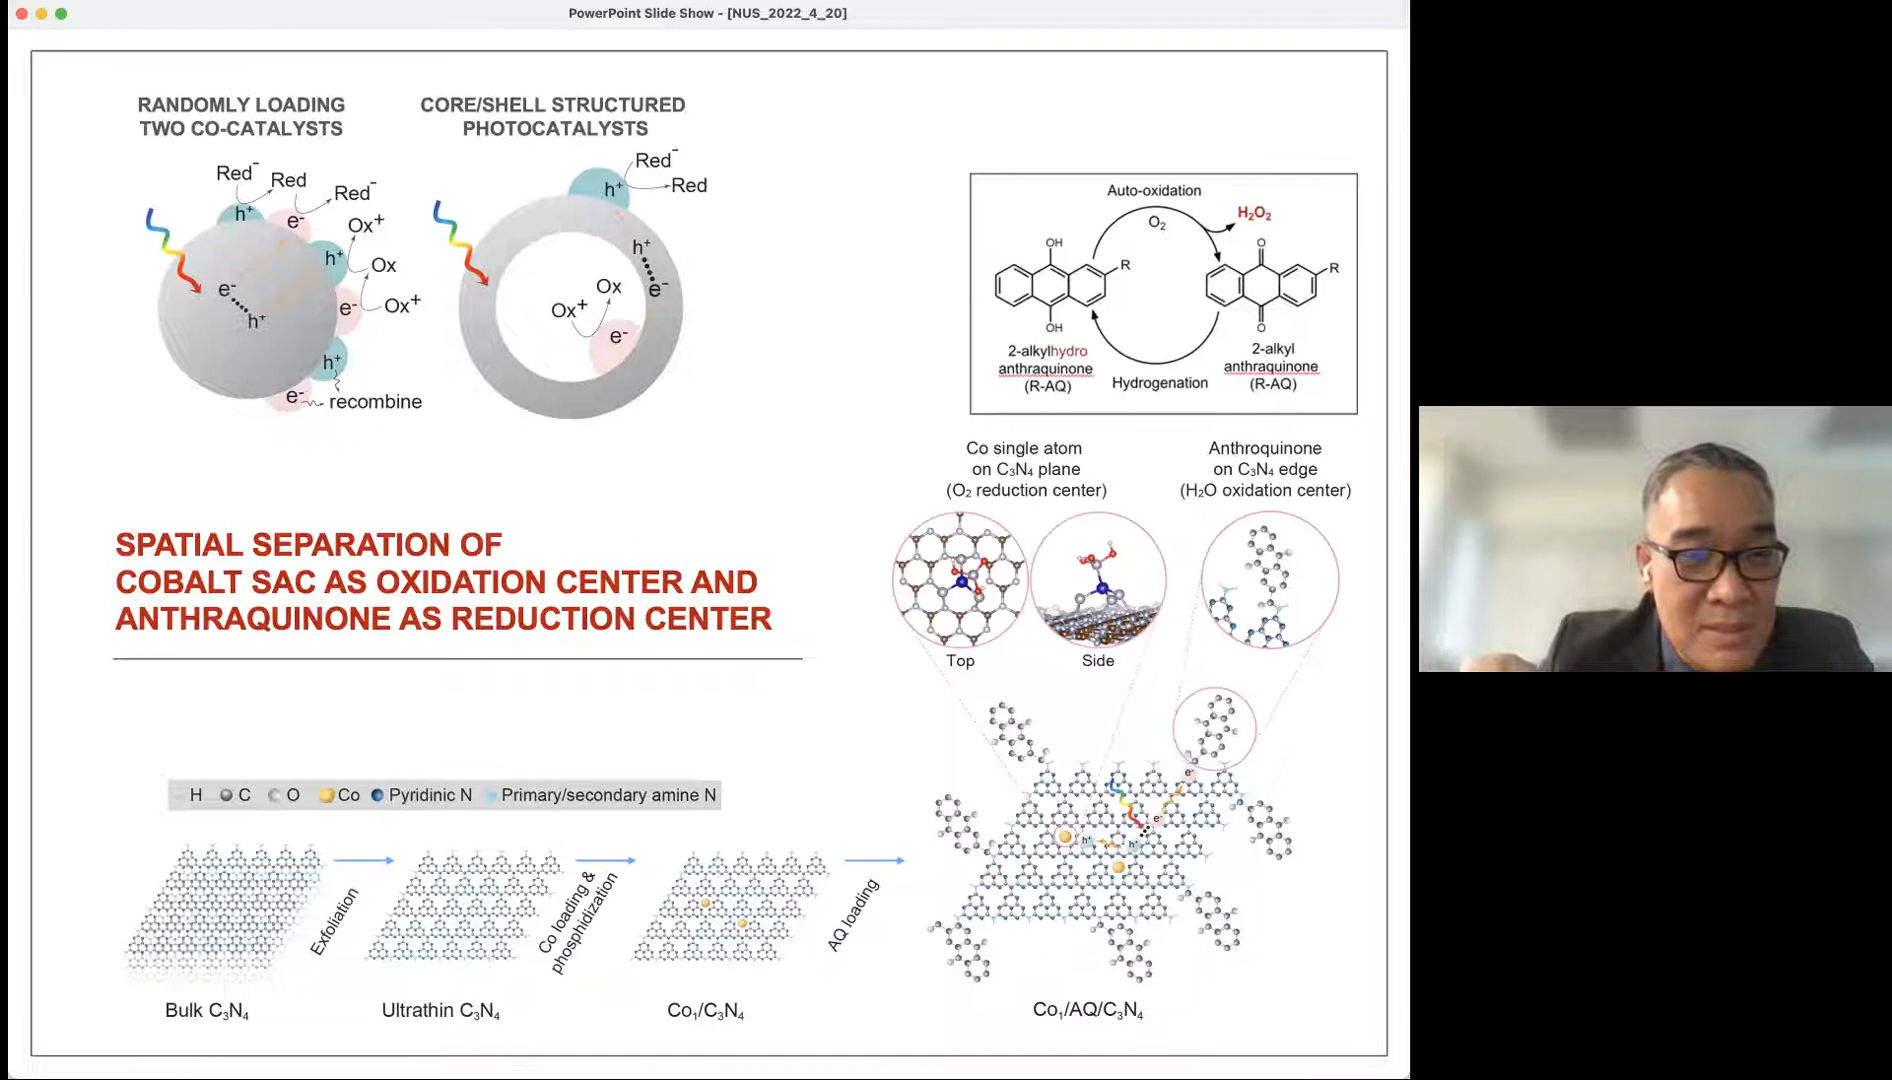 PowerPoint Slide Show - [NUS_2022_4_20]
RANDOMLY LOADING
TWO CO-CATALYSTS
Red⁻
Red
Red⁻
h⁺
e⁻
Ox⁺
h⁺
Ox
e⁻
h⁺
e⁻
Ox⁺
h⁺
e⁻
recombine
CORE/SHELL STRUCTURED
PHOTOCATALYSTS
Red⁻
Red
h⁺
h⁺
e⁻
Ox
Ox⁺
e⁻
Auto-oxidation
O₂
H₂O₂
OH
R
OH
O
R
O
2-alkylhydro
anthraquinone
(R-AQ)
Hydrogenation
2-alkyl
anthraquinone
(R-AQ)
SPATIAL SEPARATION OF
COBALT SAC AS OXIDATION CENTER AND
ANTHRAQUINONE AS REDUCTION CENTER
Co single atom
on C₃N₄ plane
(O₂ reduction center)
Anthroquinone
on C₃N₄ edge
(H₂O oxidation center)
Top
Side
e⁻
e⁻
h⁺
h⁺
H C O Co Pyridinic N Primary/secondary amine N
Exfoliation
Co loading &
phosphidization
AQ loading
Bulk C₃N₄
Ultrathin C₃N₄
Co₁/C₃N₄
Co₁/AQ/C₃N₄